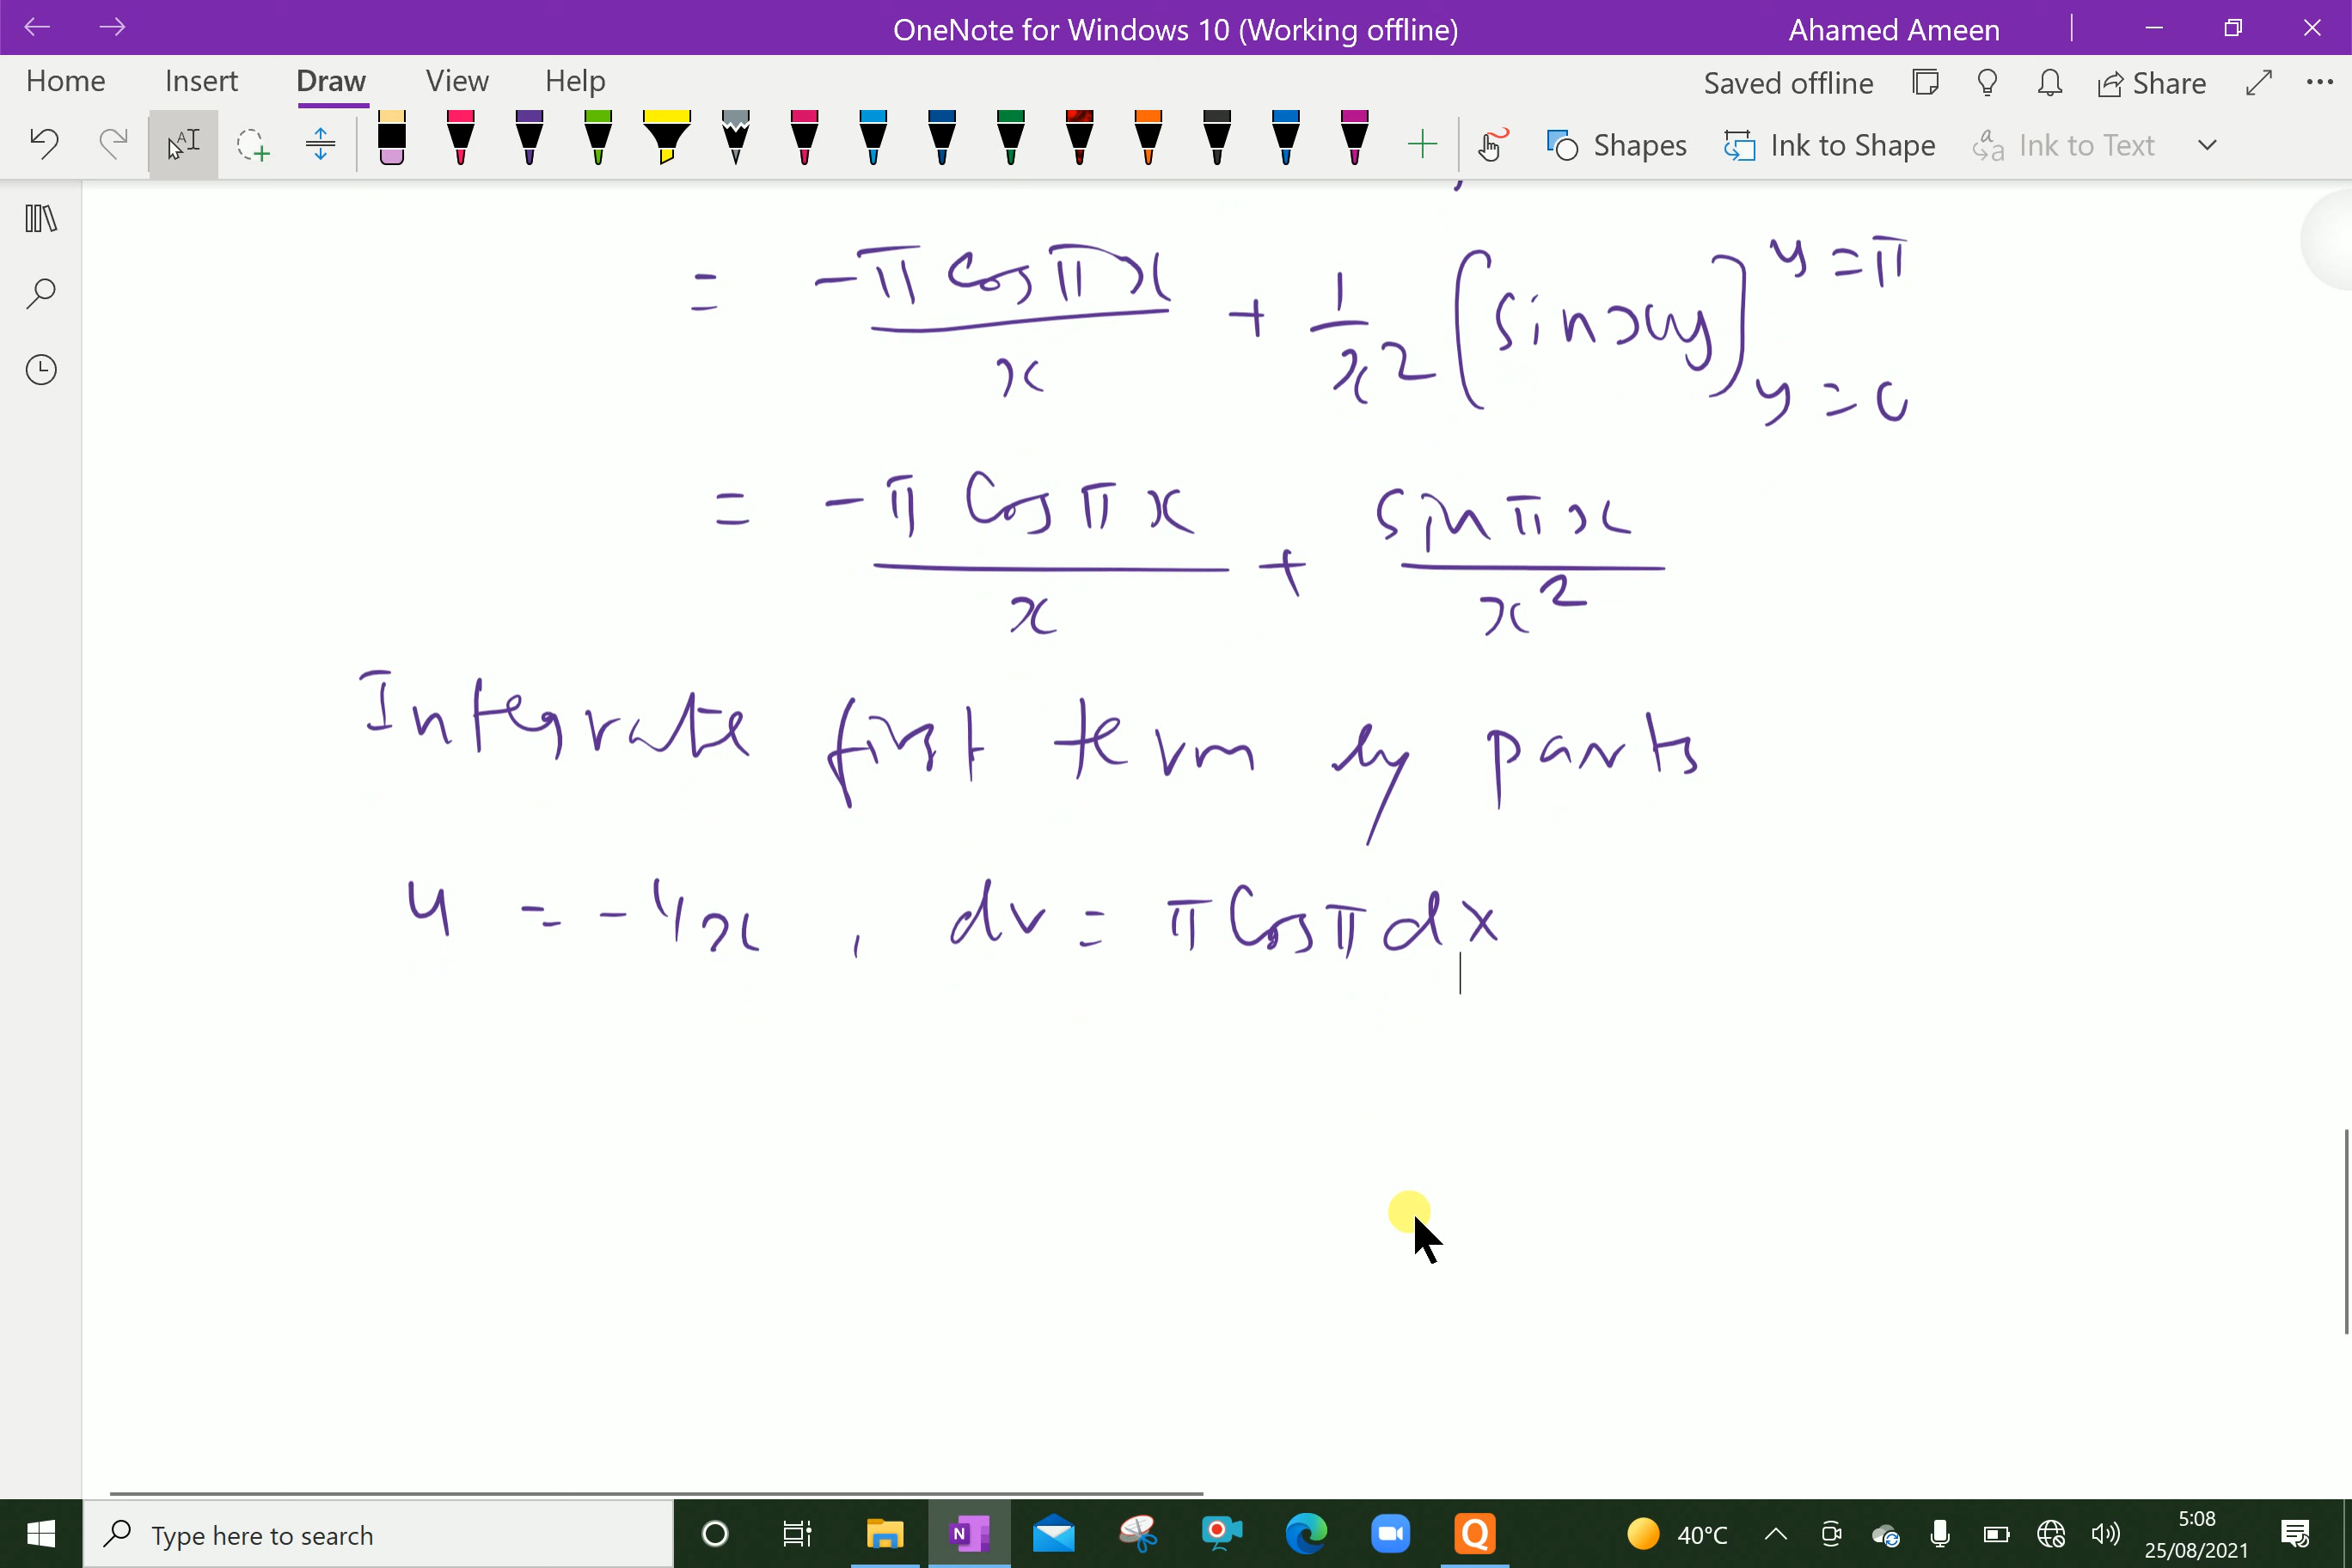 OneNote for Windows 10 (Working offline)
Ahamed Ameen
Home Insert Draw View Help
Saved offline Share
Shapes Ink to Shape Ink to Text
= -π Cos πx / x + 1/x² [sin xy] y = π y = 0
= -π Cos πx / x + sin πx / x²
Integrate first term by parts
u = -1/x , dv = π Cos π dx
Type here to search
40°C
5:08
25/08/2021